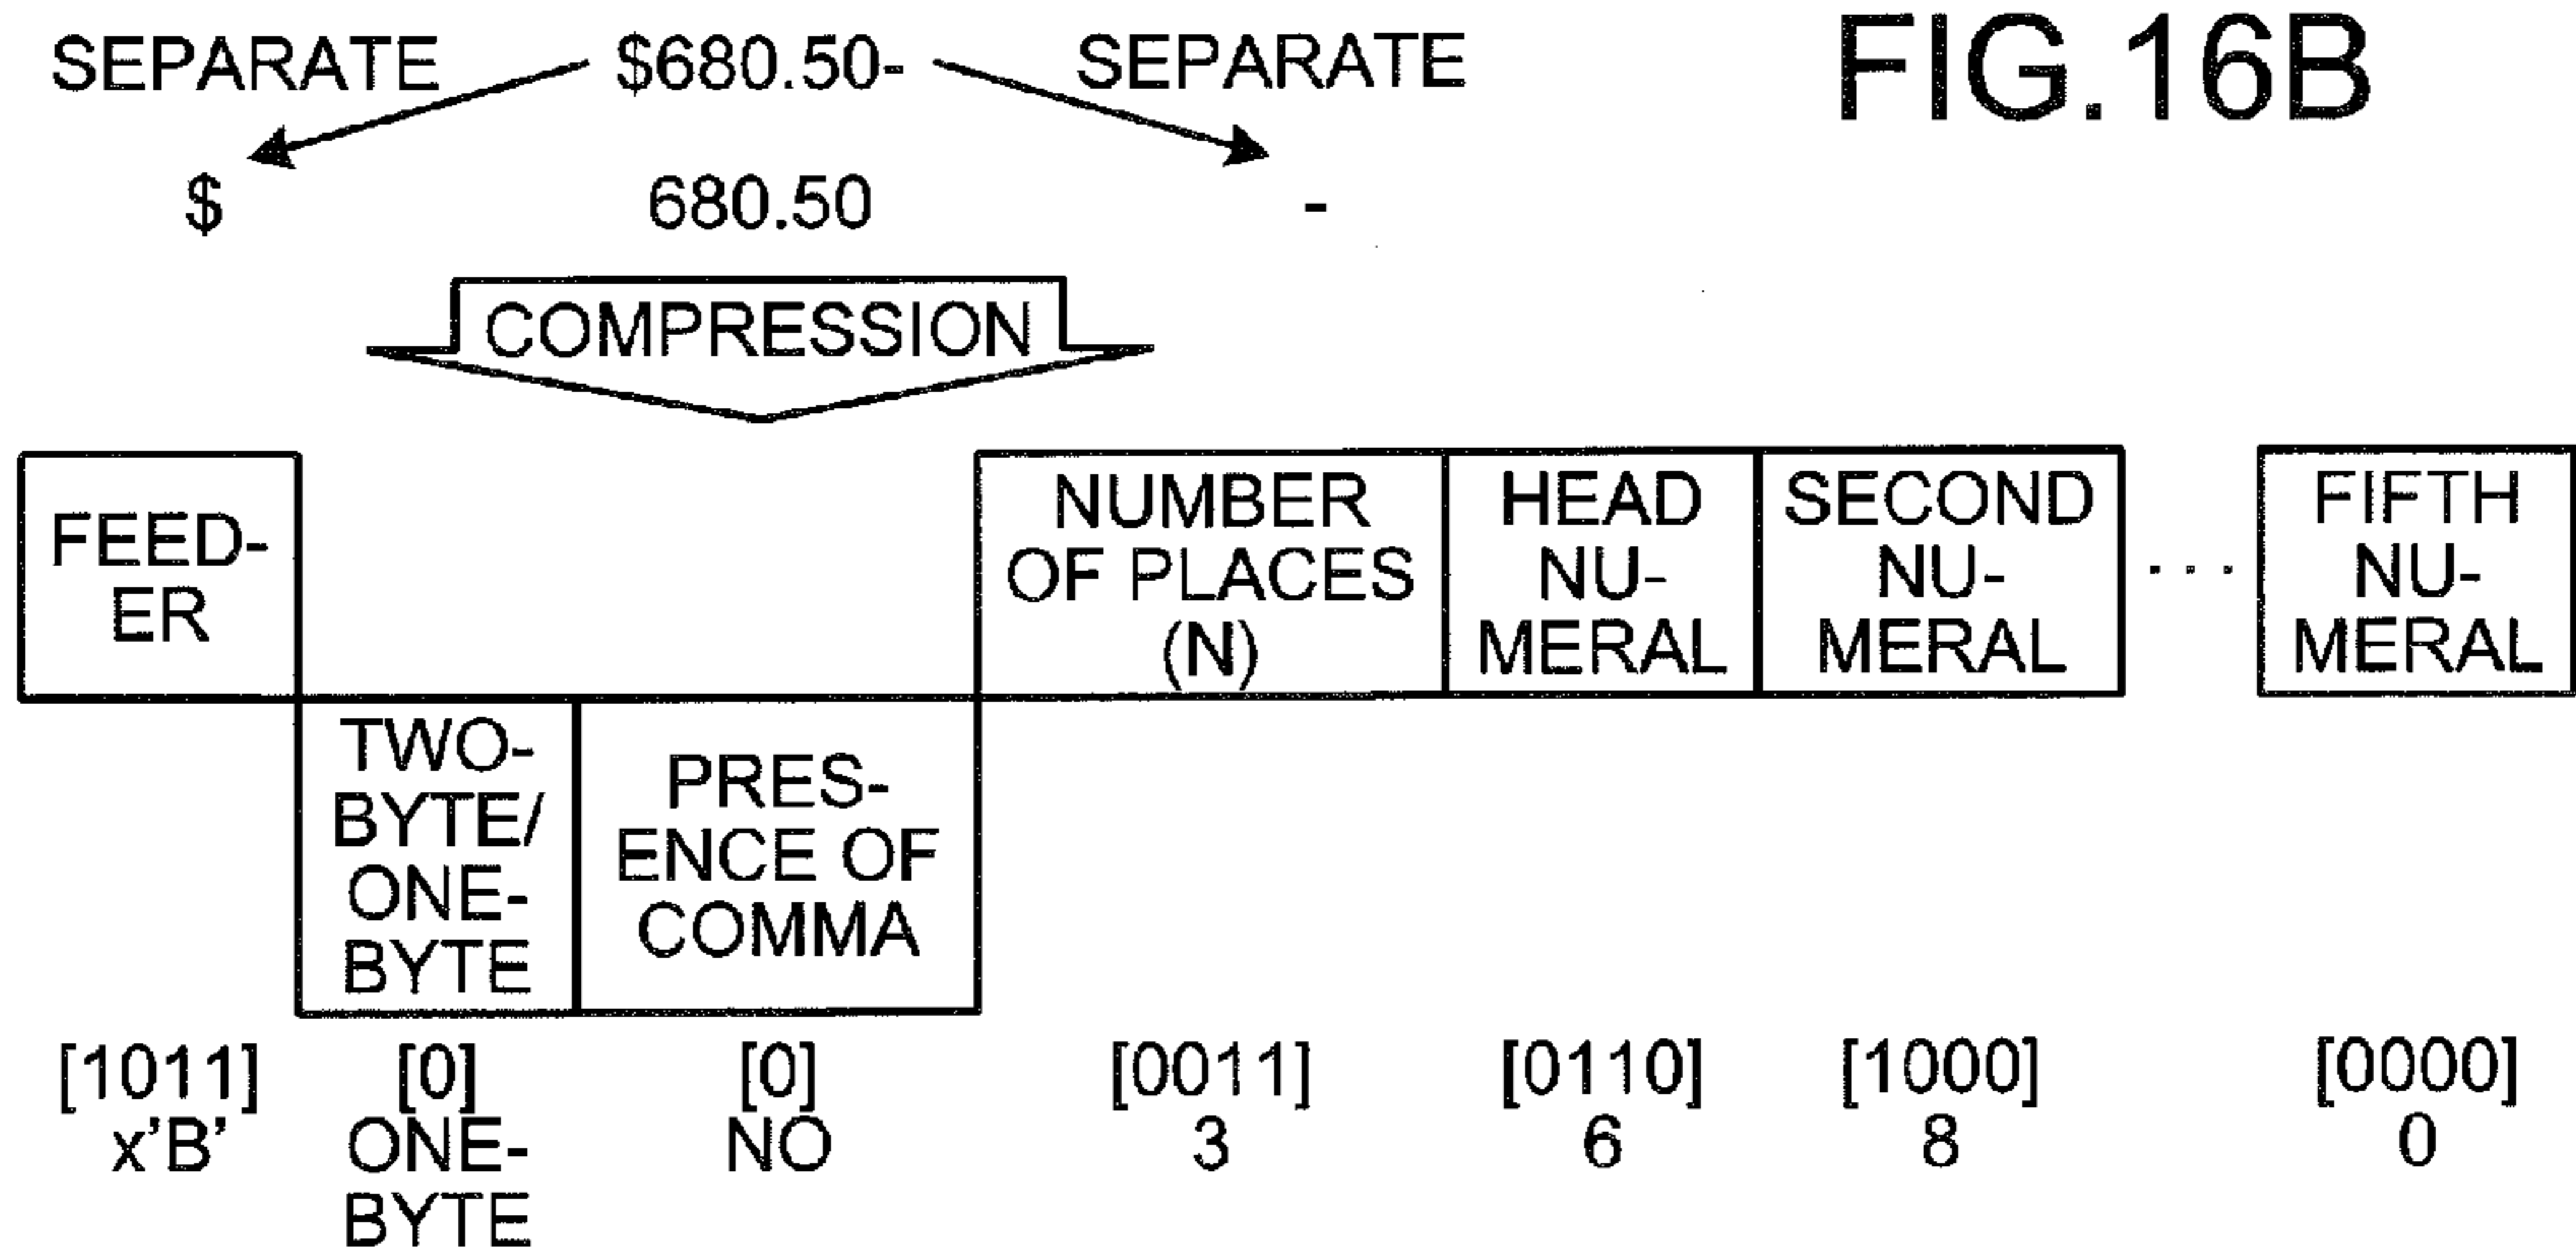 FIG.16B
SEPARATE $680.50- SEPARATE
$ 680.50 -
COMPRESSION
FEED-
ER
TWO-
BYTE/
ONE-
BYTE
PRES-
ENCE OF
COMMA
NUMBER
OF PLACES
(N)
HEAD
NU-
MERAL
SECOND
NU-
MERAL
...
FIFTH
NU-
MERAL
[1011] [0] [0] [0011] [0110] [1000] [0000]
x'B' ONE- NO 3 6 8 0
BYTE